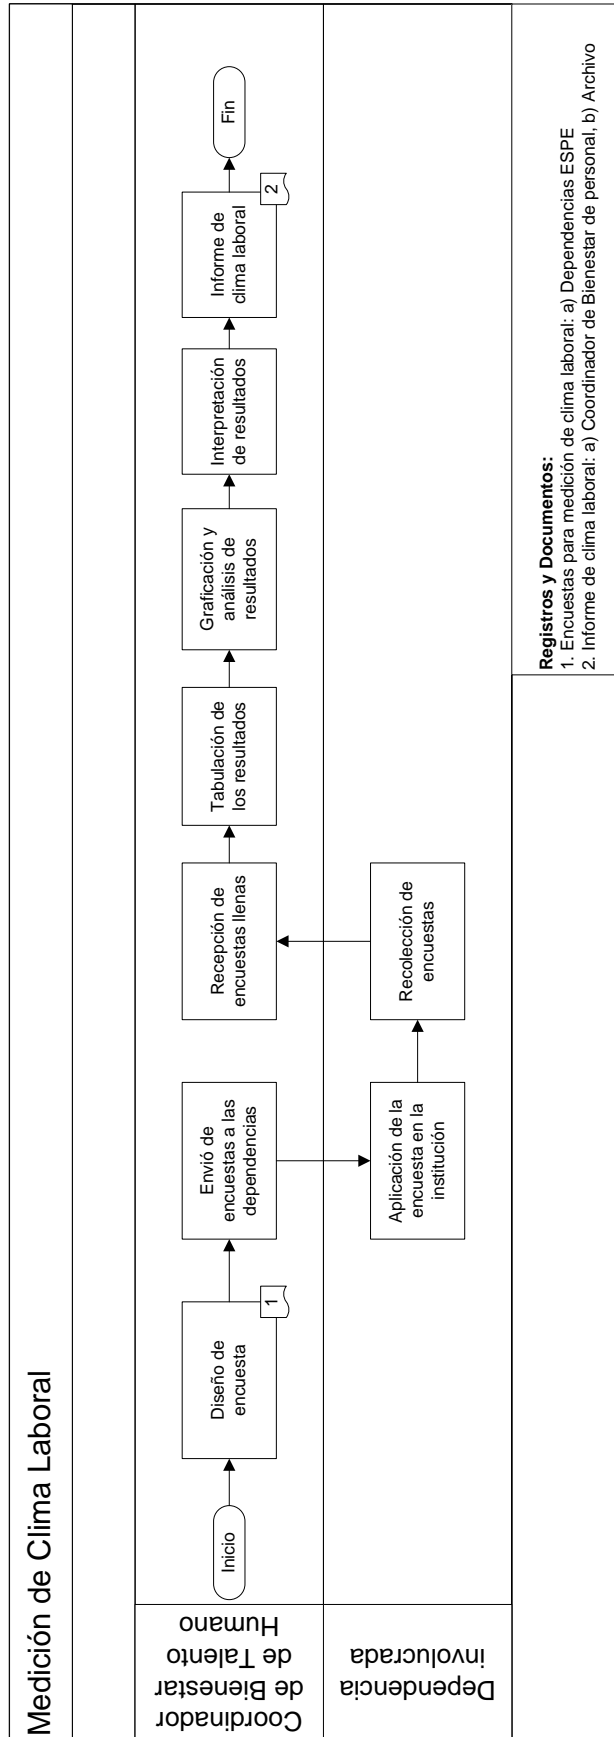 Medición de Clima Laboral
Coordinador
de Bienestar
de Talento
Humano
Inicio
Diseño de
encuesta
1
Envió de
encuestas a las
dependencias
Recepción de
encuestas llenas
Tabulación de
los resultados
Graficación y
análisis de
resultados
Interpretación
de resultados
Informe de
clima laboral
2
Fin
Dependencia
involucrada
Aplicación de la
encuesta en la
institución
Recolección de
encuestas
Registros y Documentos:
1. Encuestas para medición de clima laboral: a) Dependencias ESPE
2. Informe de clima laboral: a) Coordinador de Bienestar de personal, b) Archivo